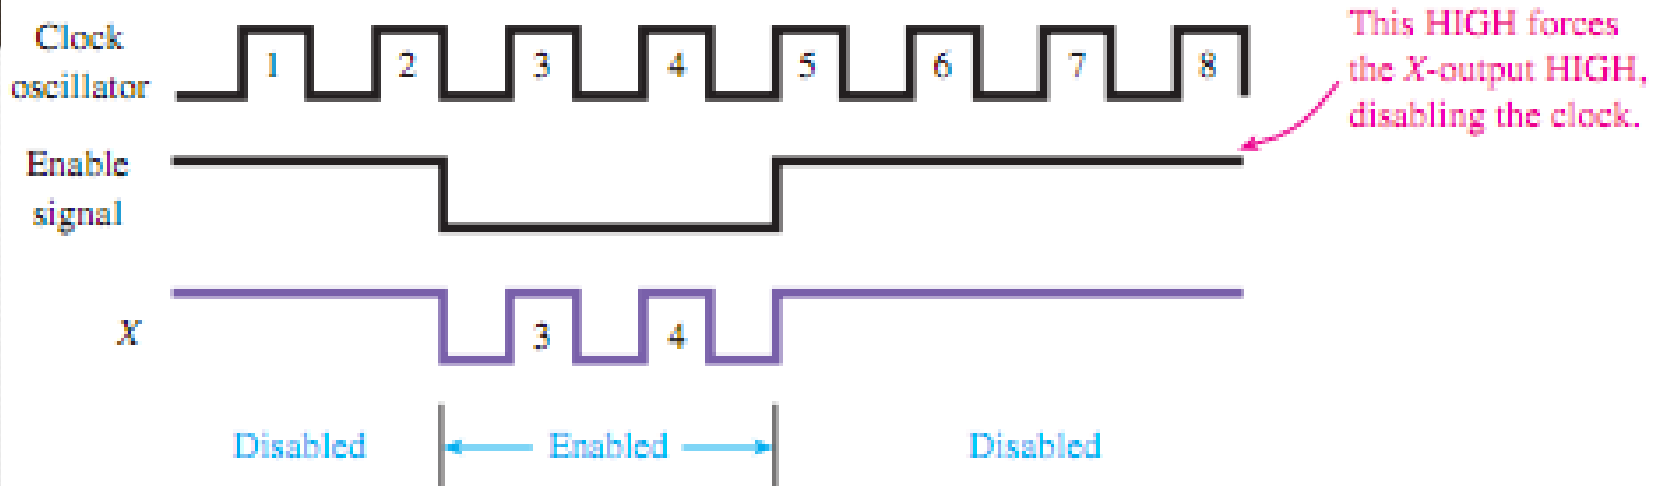 Clock
oscillator
1 2 3 4 5 6 7 8
This HIGH forces
the X-output HIGH,
disabling the clock.
Enable
signal
X
3 4
Disabled Enabled Disabled